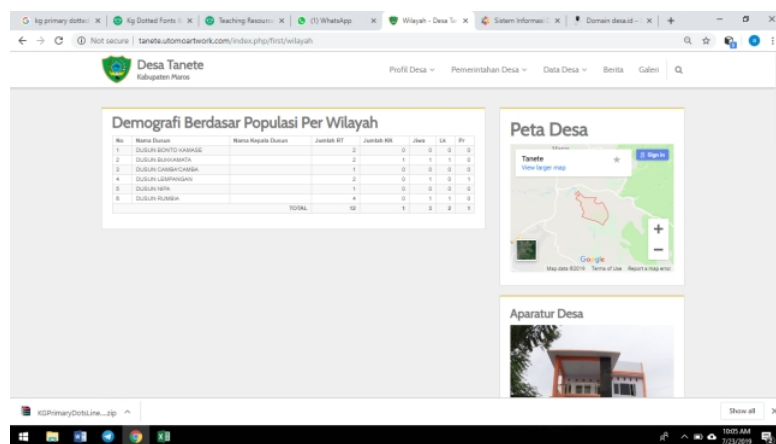 kg primary dotted
Kg Dotted Fonts
Teaching Resource
(1) WhatsApp
Wilayah - Desa Ta
Sistem Informasi
Domain desa.id -
Not secure | tanete.utomoartwork.com/index.php/first/wilayah
Desa Tanete
Kabupaten Maros
Profil Desa Pemerintahan Desa Data Desa Berita Galeri
Demografi Berdasar Populasi Per Wilayah
No Nama Dusun Nama Kepala Dusun Jumlah RT Jumlah KK Jiwa Lk Pr
1 DUSUN BONTO KAMASE 2 0 0 0 0
2 DUSUN BUKKAMATA 2 1 1 1 0
3 DUSUN CAMBA'CAMBA 1 0 0 0 0
4 DUSUN LEMPANGAN 2 0 1 0 1
5 DUSUN NIPA 1 0 0 0 0
6 DUSUN RUMBIA 4 0 1 1 0
TOTAL 12 1 3 2 1
Peta Desa
Tanete
View larger map
Sign in
Google
Map data ©2019 Terms of Use Report a map error
Aparatur Desa
KGPrimaryDotsLine....zip
Show all
10:05 AM
7/23/2019